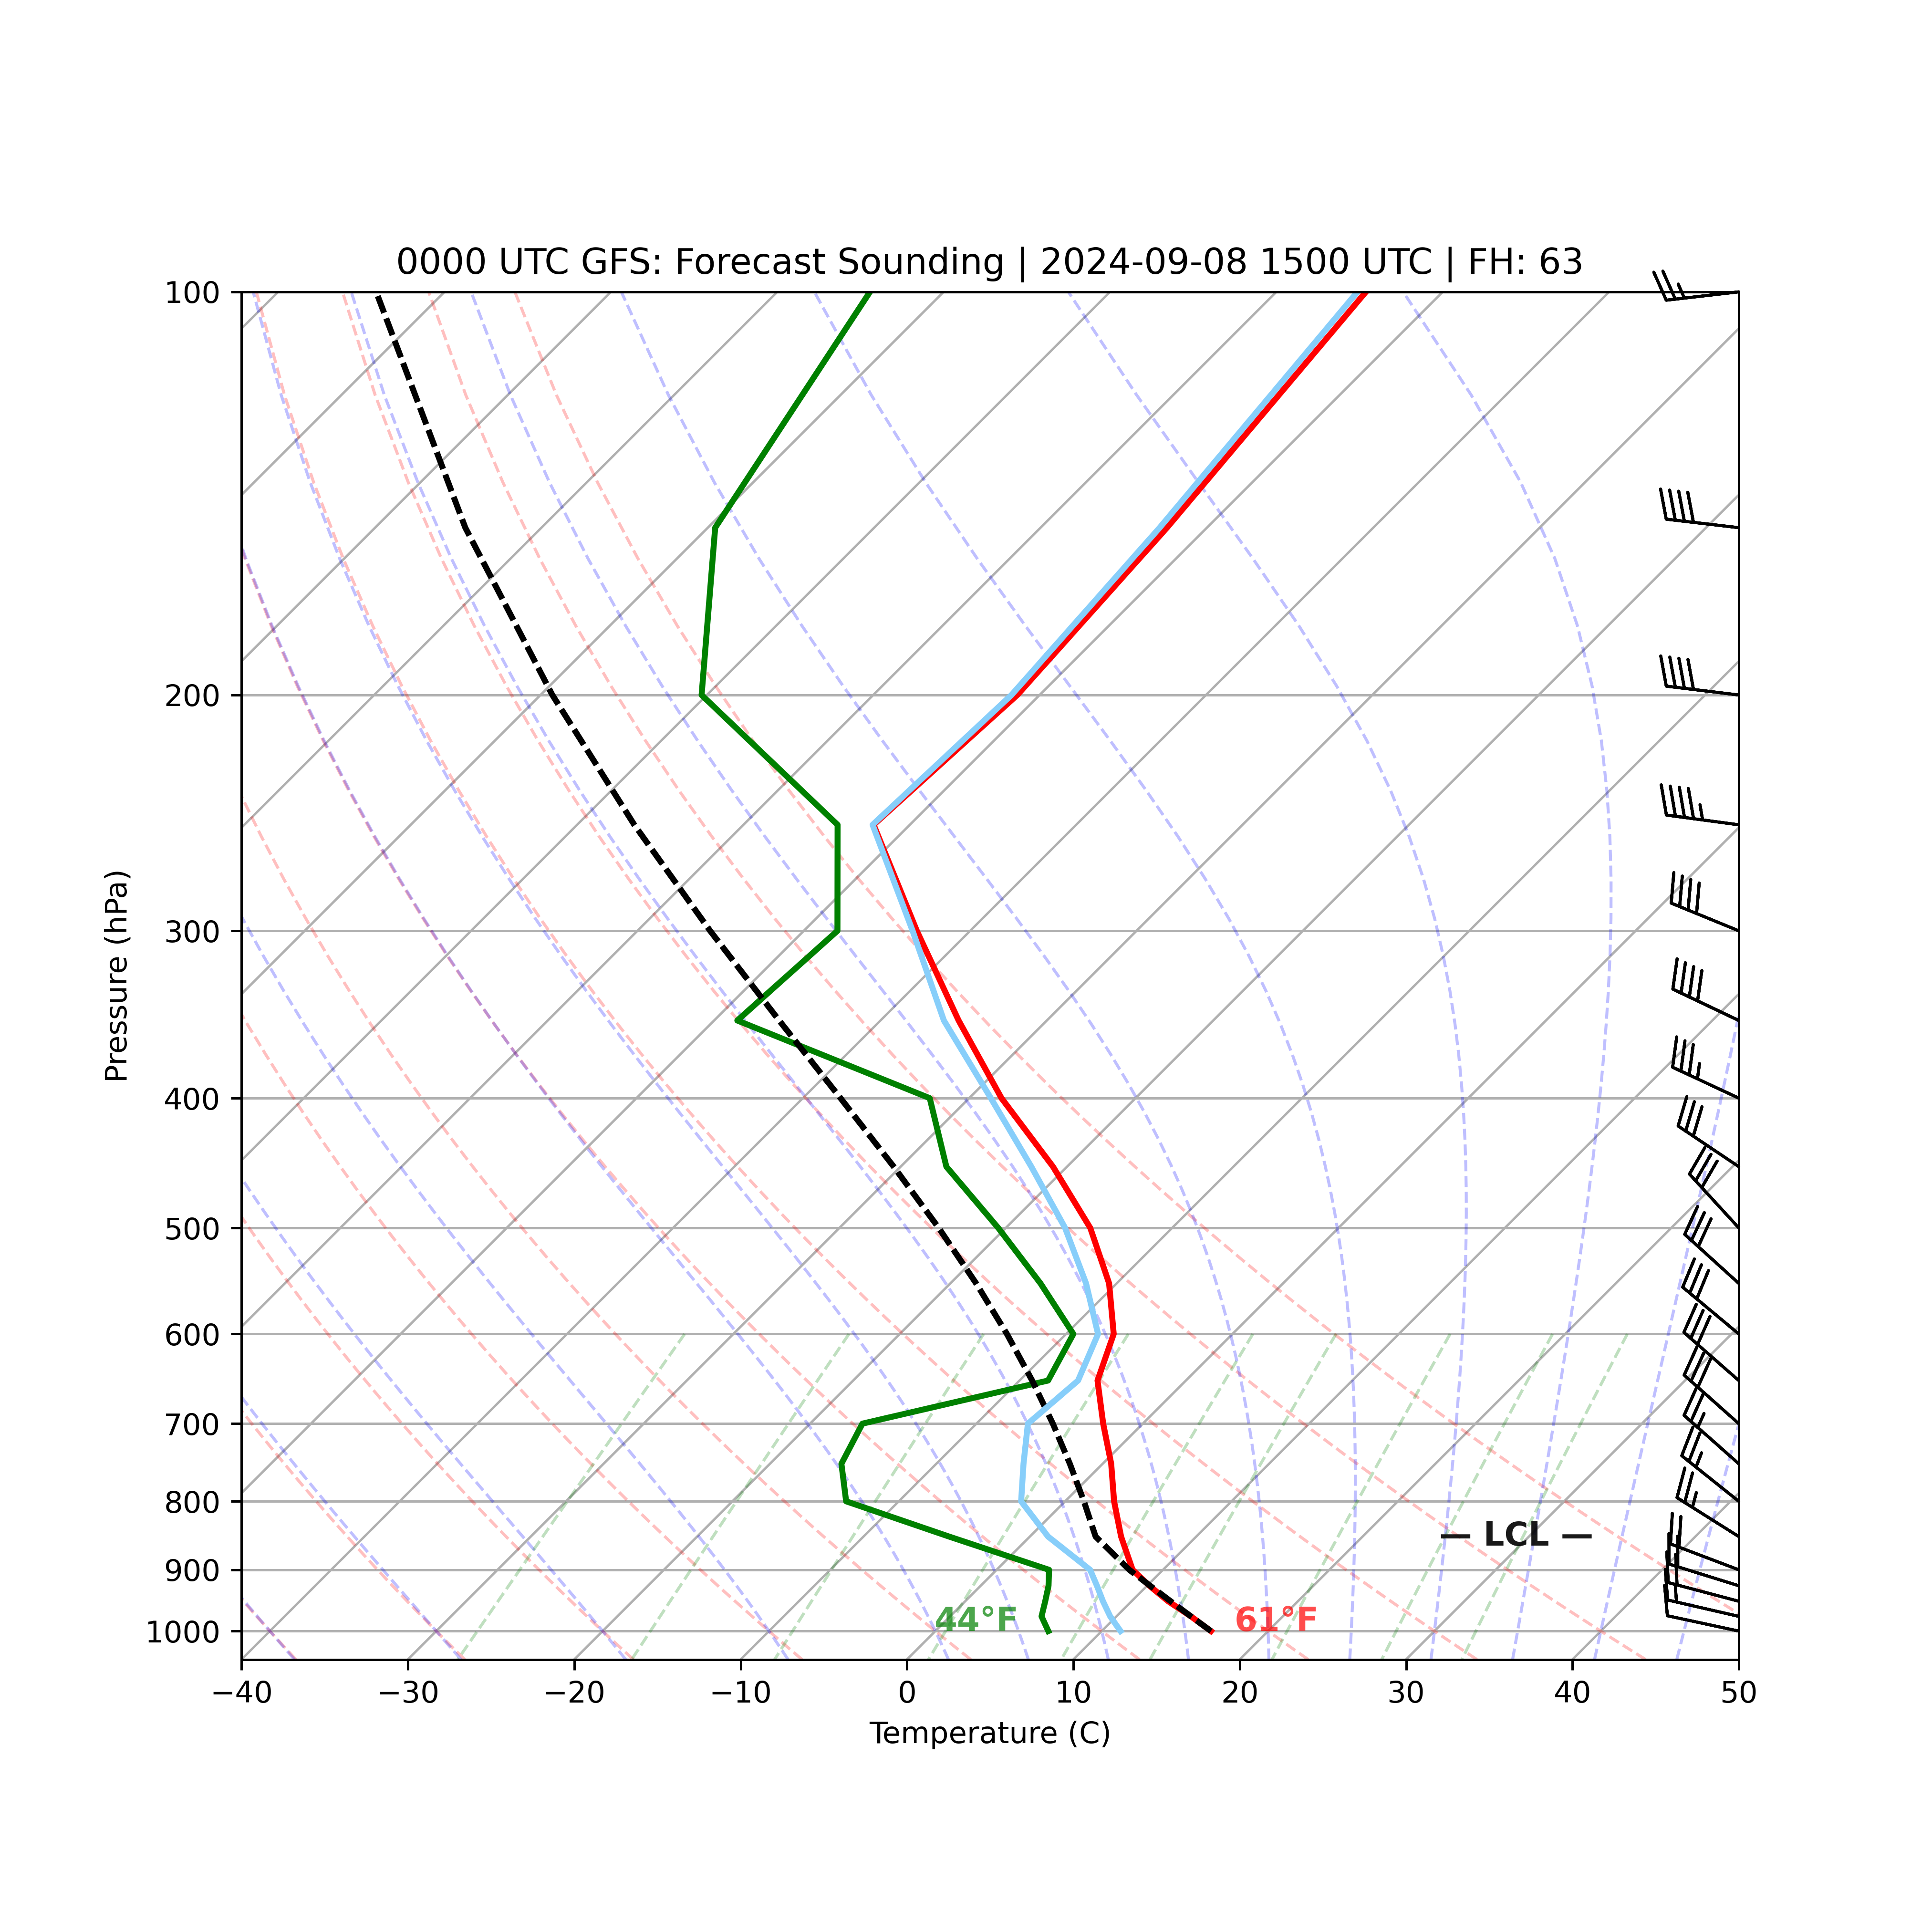 0000 UTC GFS: Forecast Sounding | 2024-09-08 1500 UTC | FH: 63
100
200
300
400
500
600
700
800
900
1000
Pressure (hPa)
— LCL —
44°F
61°F
−40 −30 −20 −10 0 10 20 30 40 50
Temperature (C)